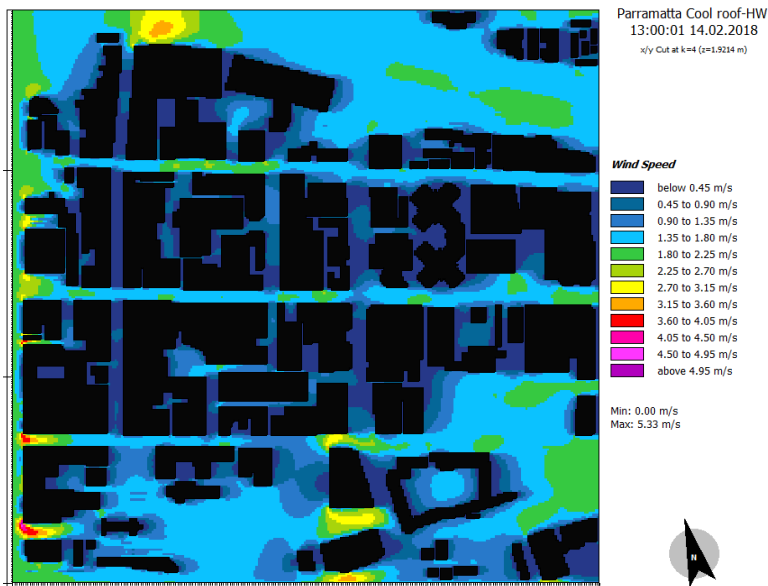 Parramatta Cool roof-HW
13:00:01 14.02.2018
x/y Cut at k=4 (z=1.9214 m)
Wind Speed
below 0.45 m/s
0.45 to 0.90 m/s
0.90 to 1.35 m/s
1.35 to 1.80 m/s
1.80 to 2.25 m/s
2.25 to 2.70 m/s
2.70 to 3.15 m/s
3.15 to 3.60 m/s
3.60 to 4.05 m/s
4.05 to 4.50 m/s
4.50 to 4.95 m/s
above 4.95 m/s
Min: 0.00 m/s
Max: 5.33 m/s
N